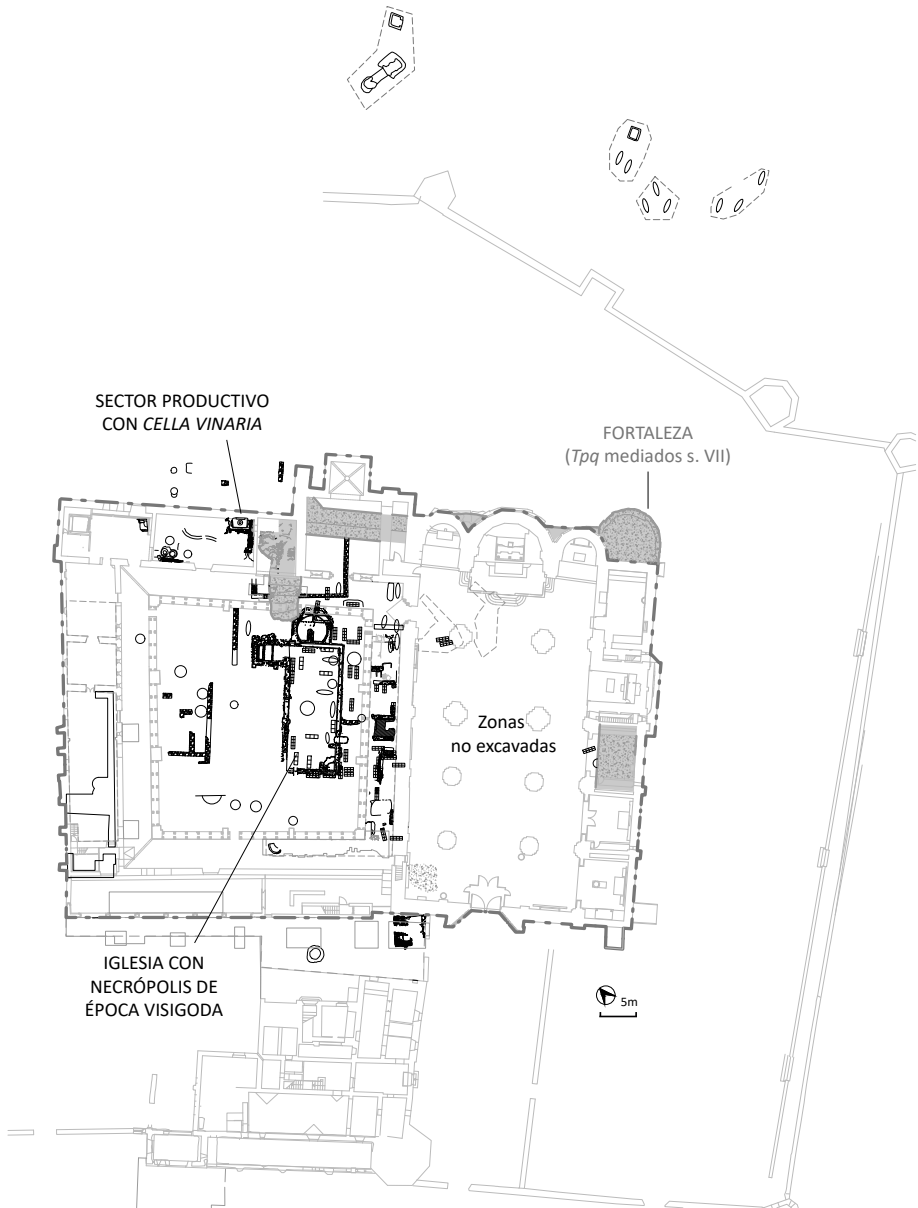 SECTOR PRODUCTIVO
CON CELLA VINARIA
FORTALEZA
(Tpq mediados s. VII)
Zonas
no excavadas
IGLESIA CON
NECRÓPOLIS DE
ÉPOCA VISIGODA
5m